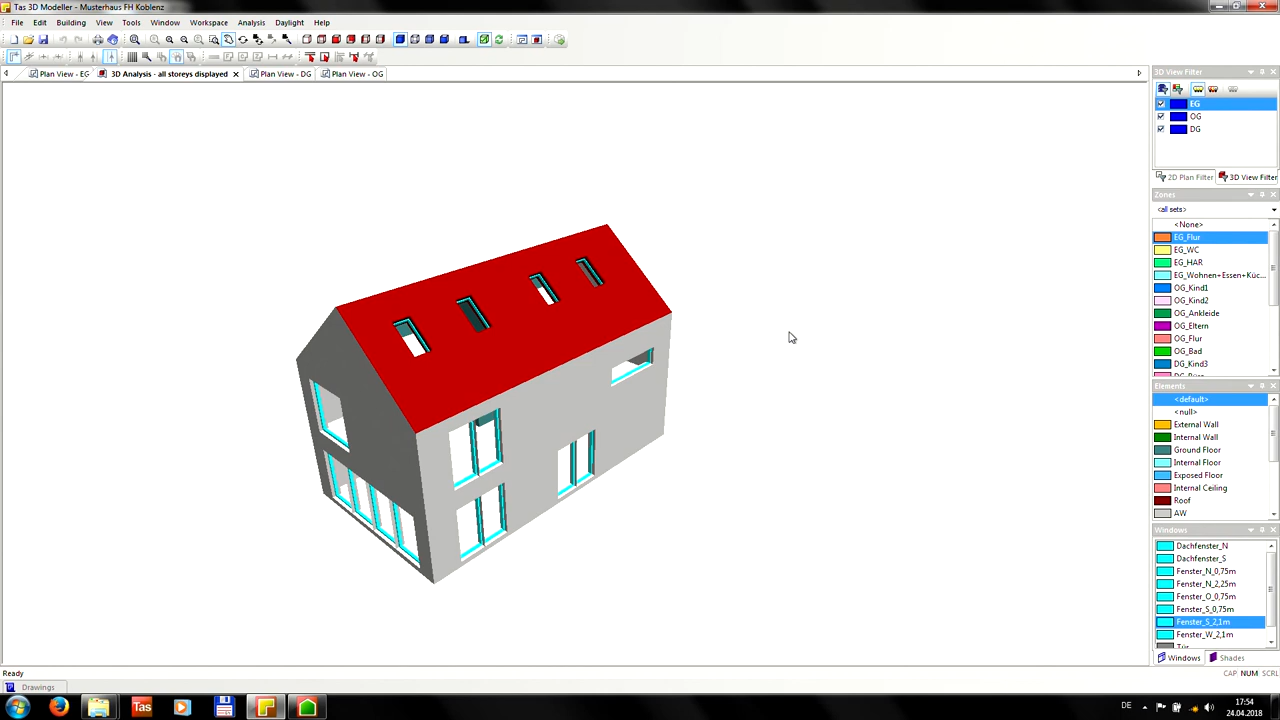 Tas 3D Modeller - Musterhaus FH Koblenz
File Edit Building View Tools Window Workspace Analysis Daylight Help
Plan View - EG 3D Analysis - all storeys displayed Plan View - DG Plan View - OG
3D View Filter
EG
OG
DG
2D Plan Filter 3D View Filter
Zones
<all sets>
<None>
EG_Flur
EG_WC
EG_HAR
EG_Wohnen+Essen+Küc...
OG_Kind1
OG_Kind2
OG_Ankleide
OG_Eltern
OG_Flur
OG_Bad
DG_Kind3
DG_Büro
Elements
<default>
<null>
External Wall
Internal Wall
Ground Floor
Internal Floor
Exposed Floor
Internal Ceiling
Roof
AW
Windows
Dachfenster_N
Dachfenster_S
Fenster_N_0,75m
Fenster_N_2,25m
Fenster_O_0,75m
Fenster_S_0,75m
Fenster_S_2,1m
Fenster_W_2,1m
Tür
Windows Shades
Ready
CAP NUM SCRL
Drawings
Tas
DE
17:54
24.04.2018